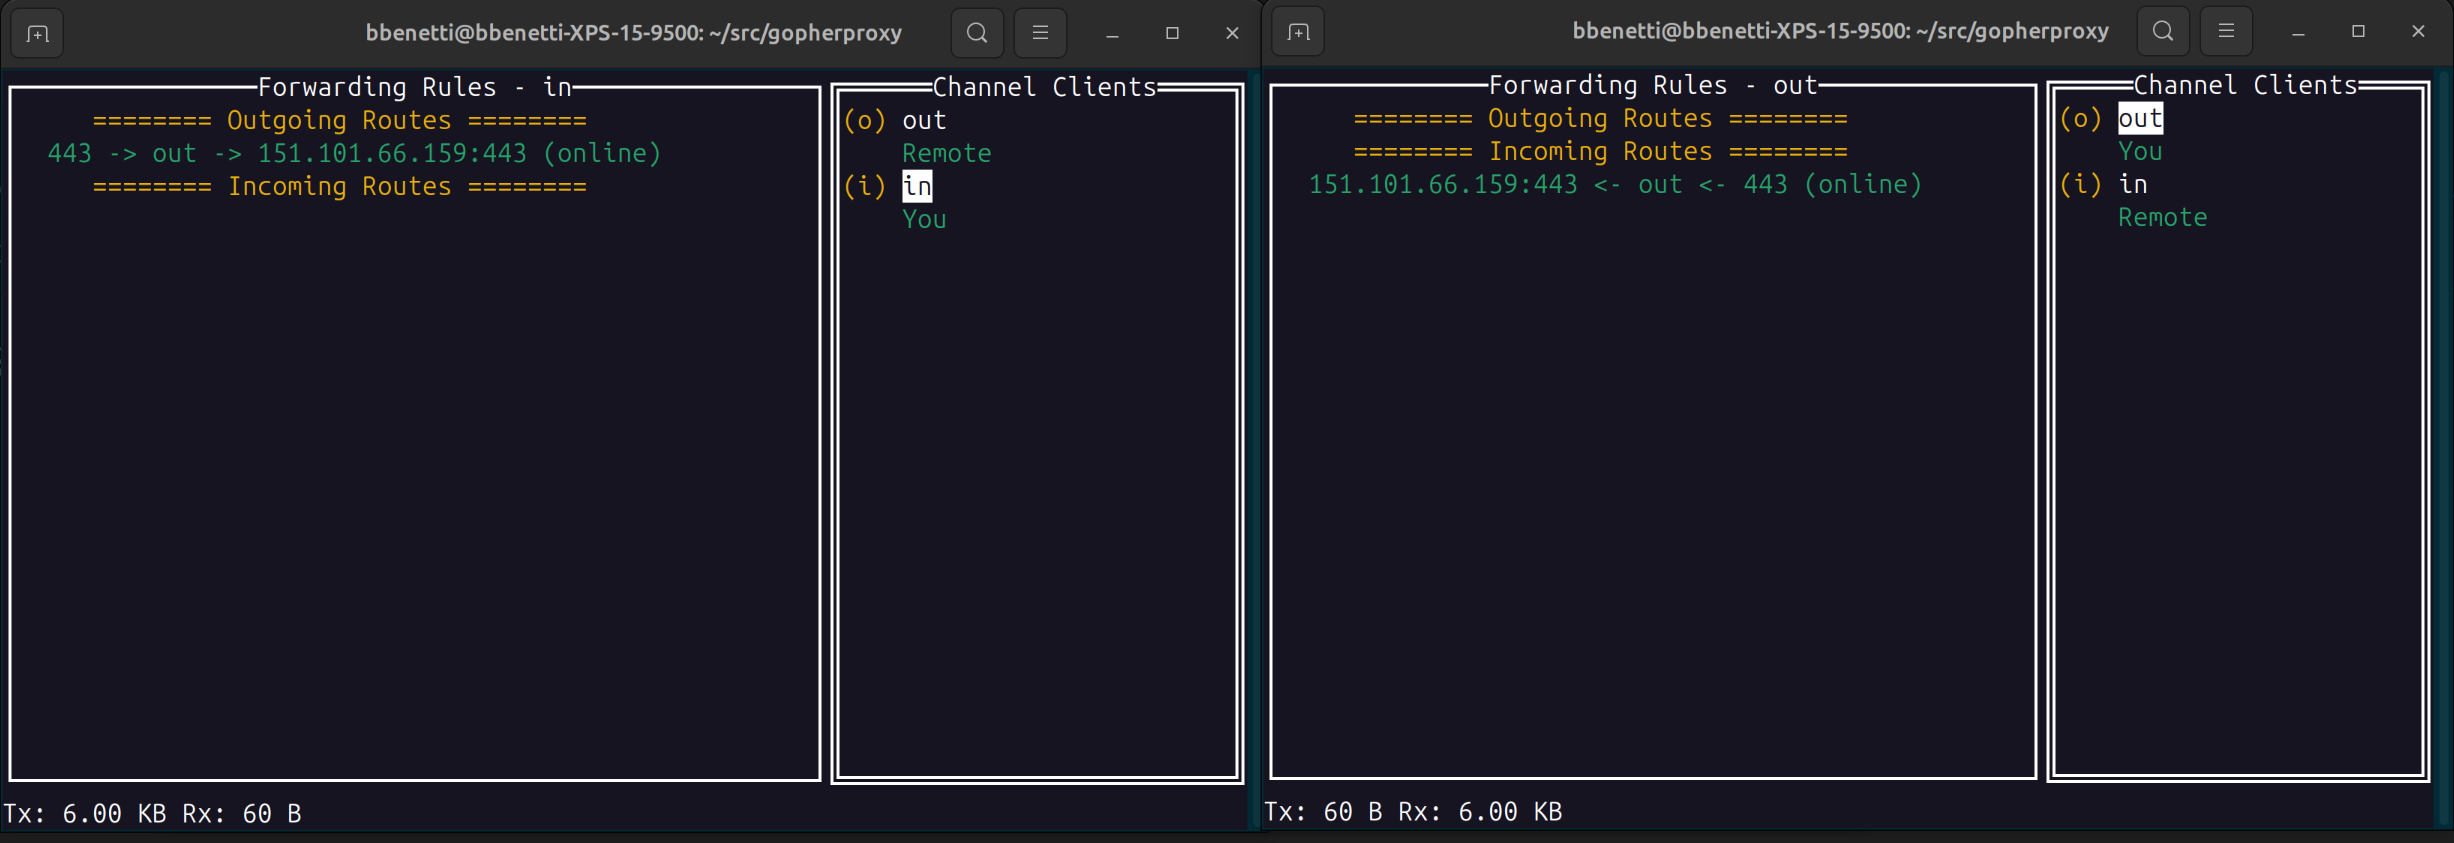 bbenetti@bbenetti-XPS-15-9500: ~/src/gopherproxy
Forwarding Rules - in
======== Outgoing Routes ========
443 -> out -> 151.101.66.159:443 (online)
======== Incoming Routes ========
Channel Clients
(o) out
Remote
(i) in
You
Tx: 6.00 KB Rx: 60 B
bbenetti@bbenetti-XPS-15-9500: ~/src/gopherproxy
Forwarding Rules - out
======== Outgoing Routes ========
======== Incoming Routes ========
151.101.66.159:443 <- out <- 443 (online)
Channel Clients
(o) out
You
(i) in
Remote
Tx: 60 B Rx: 6.00 KB